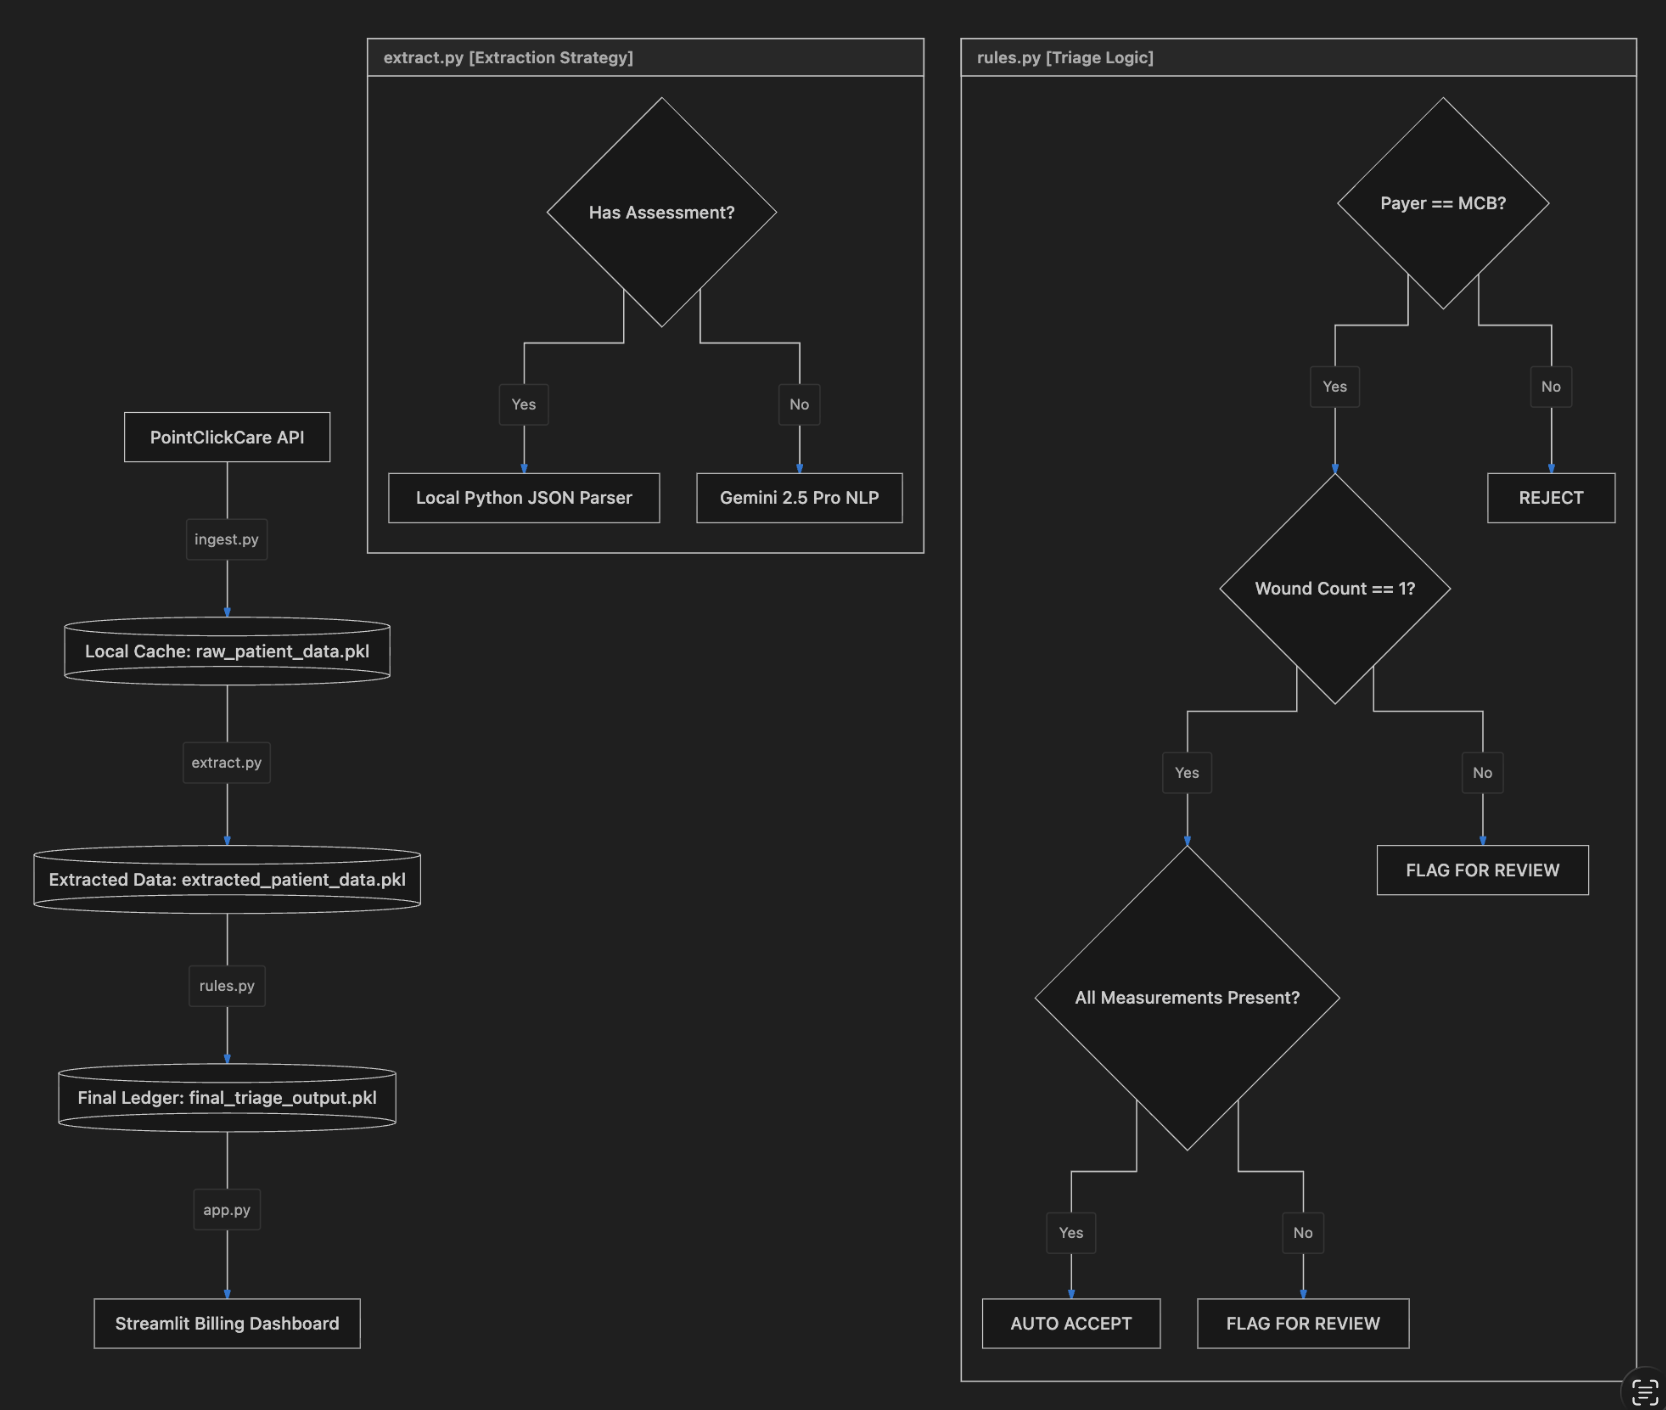 extract.py [Extraction Strategy]
Has Assessment?
Yes
No
Local Python JSON Parser
Gemini 2.5 Pro NLP
PointClickCare API
ingest.py
Local Cache: raw_patient_data.pkl
extract.py
Extracted Data: extracted_patient_data.pkl
rules.py
Final Ledger: final_triage_output.pkl
app.py
Streamlit Billing Dashboard
rules.py [Triage Logic]
Payer == MCB?
Yes
No
REJECT
Wound Count == 1?
Yes
No
FLAG FOR REVIEW
All Measurements Present?
Yes
No
AUTO ACCEPT
FLAG FOR REVIEW